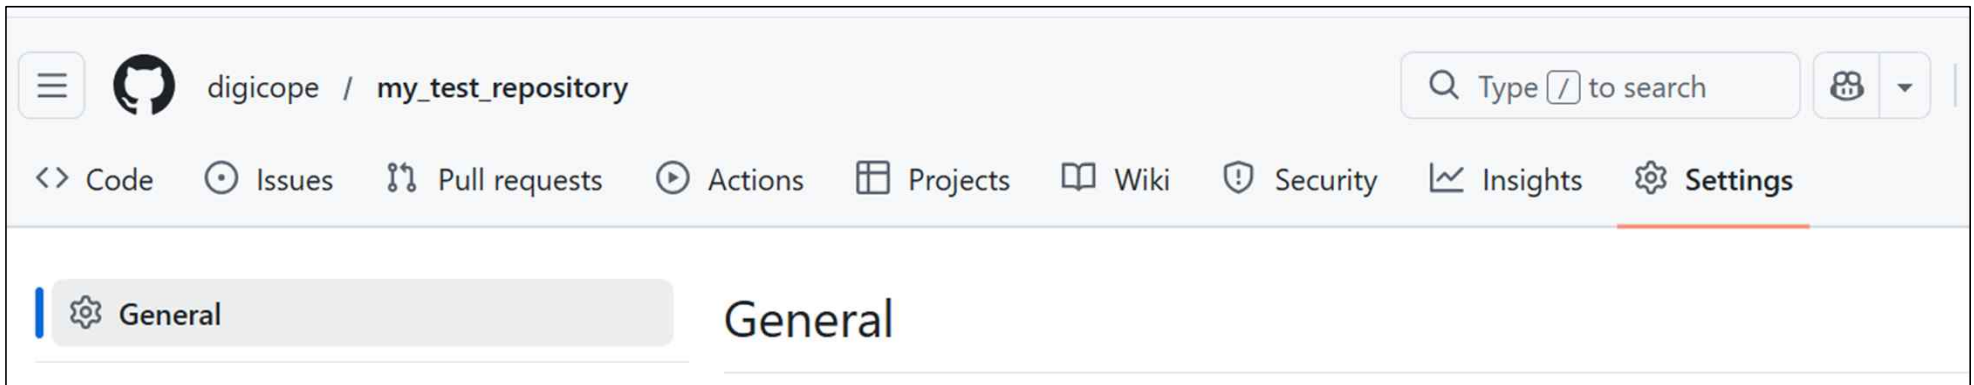 digicope / my_test_repository
Type / to search
Code Issues Pull requests Actions Projects Wiki Security Insights Settings
General
General